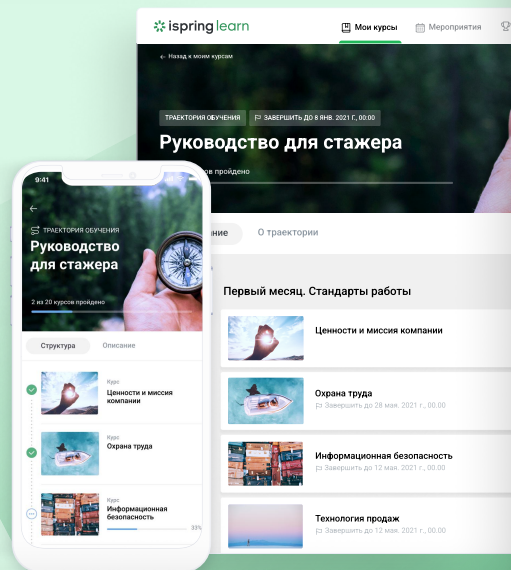 ispring learn
Мои курсы
Мероприятия
← Назад к моим курсам
ТРАЕКТОРИЯ ОБУЧЕНИЯ
ЗАВЕРШИТЬ ДО 8 ЯНВ. 2021 Г., 00:00
Руководство для стажера
ов пройдено
ние
О траектории
Первый месяц. Стандарты работы
Ценности и миссия компании
Охрана труда
Завершить до 28 мая. 2021 г., 00.00
Информационная безопасность
Завершить до 12 мая. 2021 г., 00.00
Технология продаж
Завершить до 12 мая. 2021 г., 00.00
9:41
←
ТРАЕКТОРИЯ ОБУЧЕНИЯ
Руководство
для стажера
2 из 20 курсов пройдено
Структура
Описание
Курс
Ценности и миссия
компании
Курс
Охрана труда
Курс
Информационная
безопасность
33%